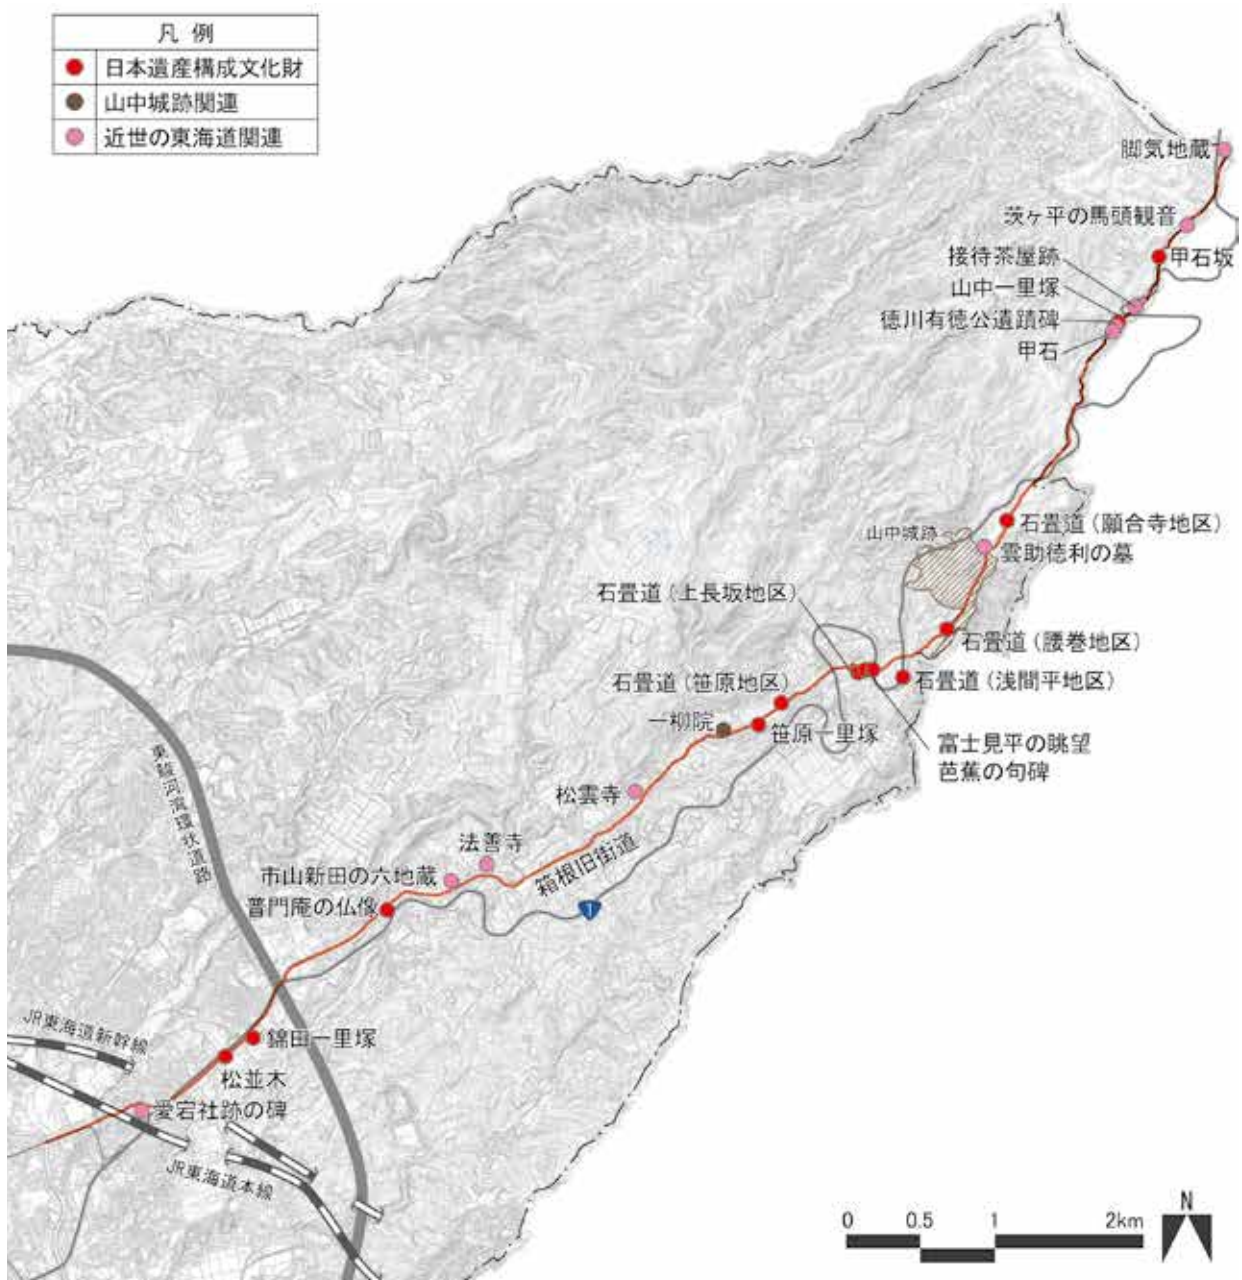 凡例
日本遺産構成文化財
山中城跡関連
近世の東海道関連
脚気地蔵
茨ヶ平の馬頭観音
甲石坂
接待茶屋跡
山中一里塚
徳川有徳公遺蹟碑
甲石
石畳道(願合寺地区)
山中城跡
雲助徳利の墓
石畳道(上長坂地区)
石畳道(腰巻地区)
石畳道(浅間平地区)
石畳道(笹原地区)
一柳院
笹原一里塚
富士見平の眺望
芭蕉の句碑
松雲寺
法善寺
箱根旧街道
市山新田の六地蔵
普門庵の仏像
1
東駿河湾環状道路
JR東海道新幹線
錦田一里塚
松並木
愛宕社跡の碑
JR東海道本線
0 0.5 1 2km
N